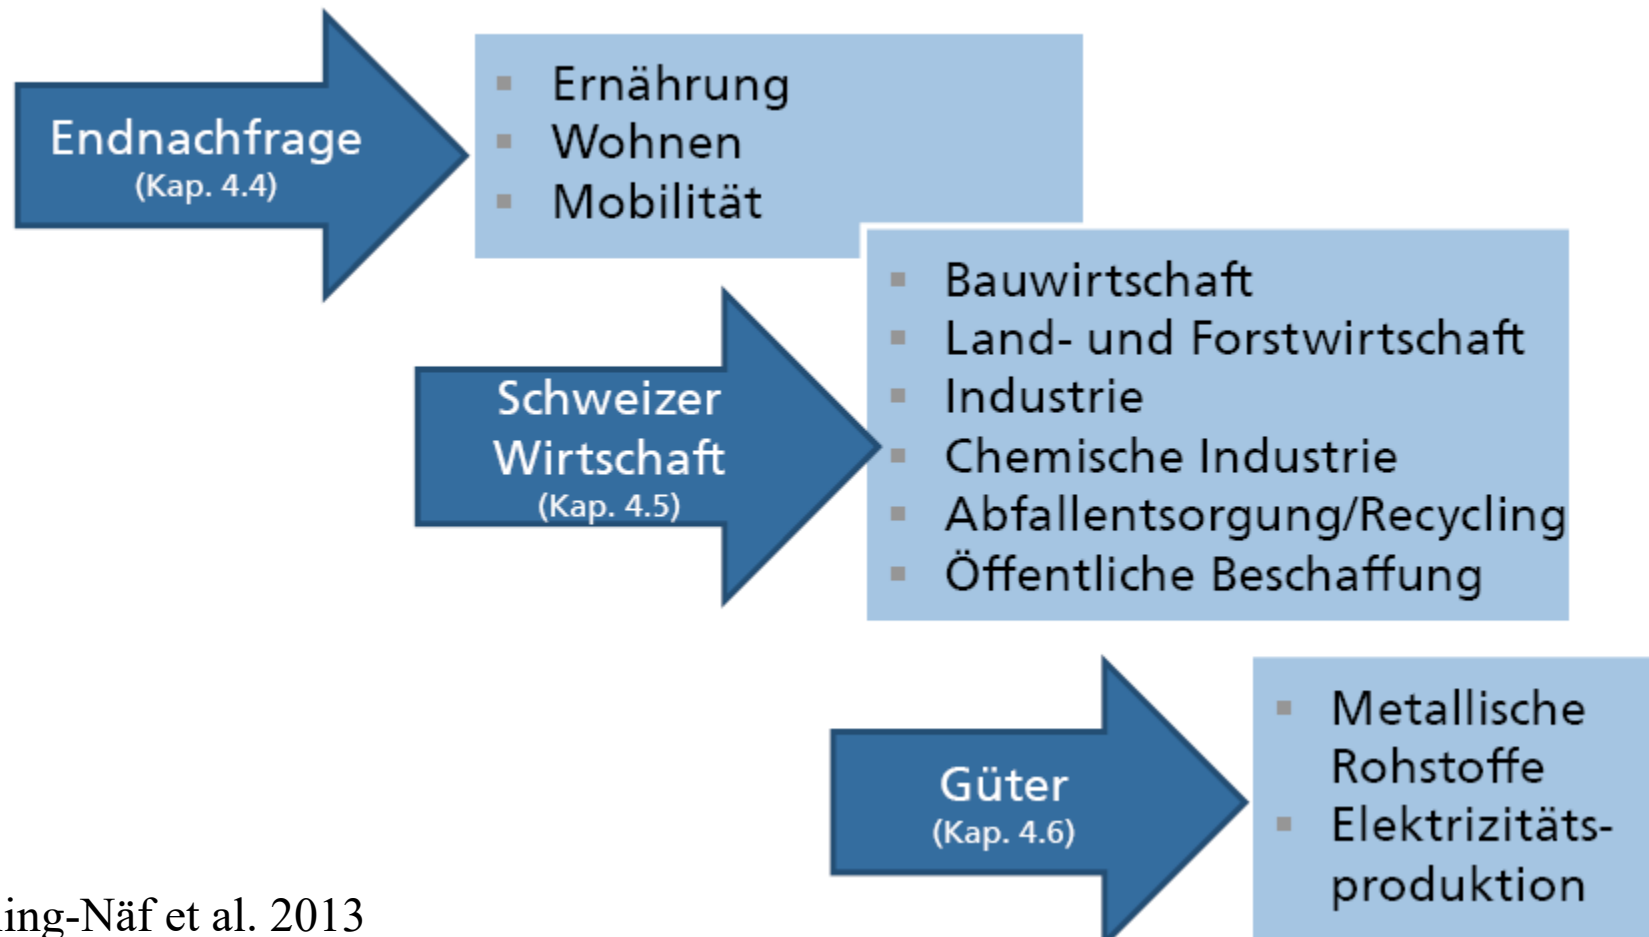 Endnachfrage
(Kap. 4.4)
Ernährung
Wohnen
Mobilität
Schweizer
Wirtschaft
(Kap. 4.5)
Bauwirtschaft
Land- und Forstwirtschaft
Industrie
Chemische Industrie
Abfallentsorgung/Recycling
Öffentliche Beschaffung
Güter
(Kap. 4.6)
Metallische
Rohstoffe
Elektrizitäts-
produktion
et al. 2013